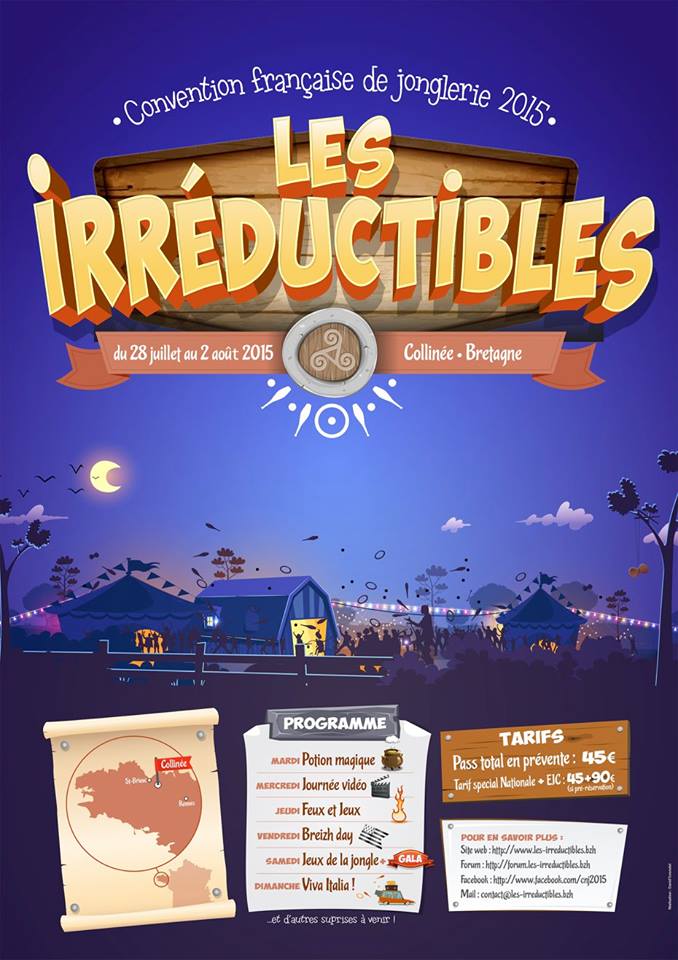 • Convention française de jonglerie 2015 •
LES
IRRÉDUCTIBLES
du 28 juillet au 2 août 2015
Collinée • Bretagne
Collinée
St-Brieuc
Rennes
PROGRAMME
MARDI Potion magique
MERCREDI Journée vidéo
JEUDI Feux et Jeux
VENDREDI Breizh day
SAMEDI Jeux de la jongle + GALA
DIMANCHE Viva Italia !
...et d'autres suprises à venir !
TARIFS
Pass total en prévente : 45€
Tarif special Nationale + EJC : 45+90€
(si pré-réservation)
POUR EN SAVOIR PLUS :
Site web : http://www.les-irreductibles.bzh
Forum : http://forum.les-irreductibles.bzh
Facebook : http://www.facebook.com/cnj2015
Mail : contact@les-irreductibles.bzh